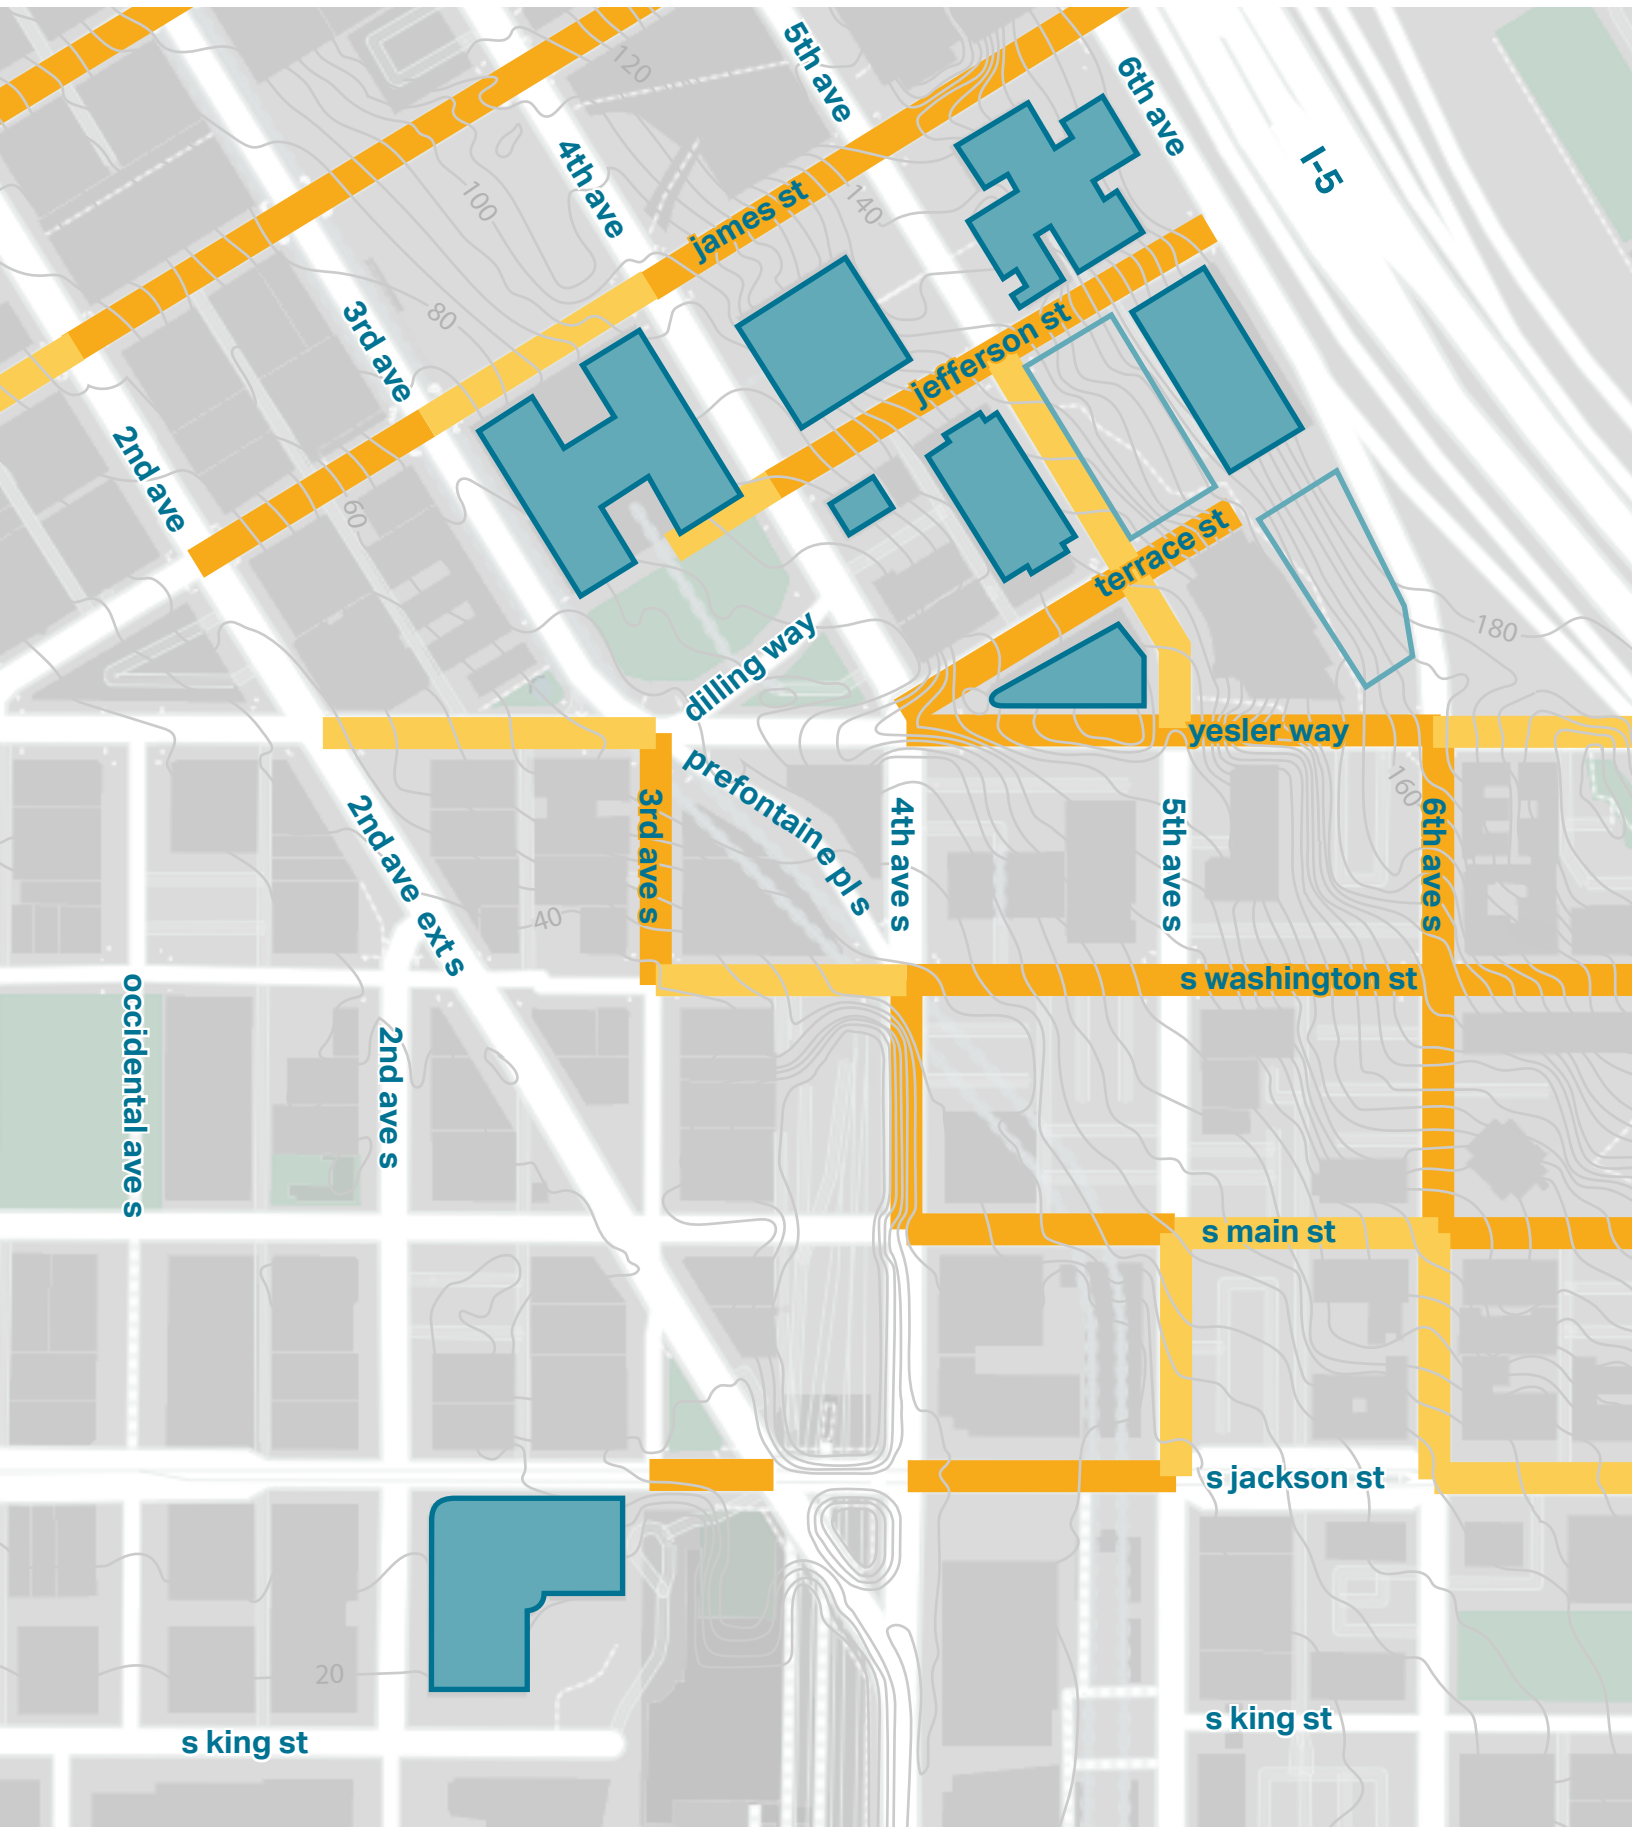 5th ave
120
6th ave
I-5
4th ave
100
james st
140
80
3rd ave
jefferson st
2nd ave
60
terrace st
180
dilling way
yesler way
prefontaine pl s
160
2nd ave ext s
3rd ave s
4th ave s
5th ave s
6th ave s
40
s washington st
occidental ave s
2nd ave s
s main st
s jackson st
20
s king st
s king st